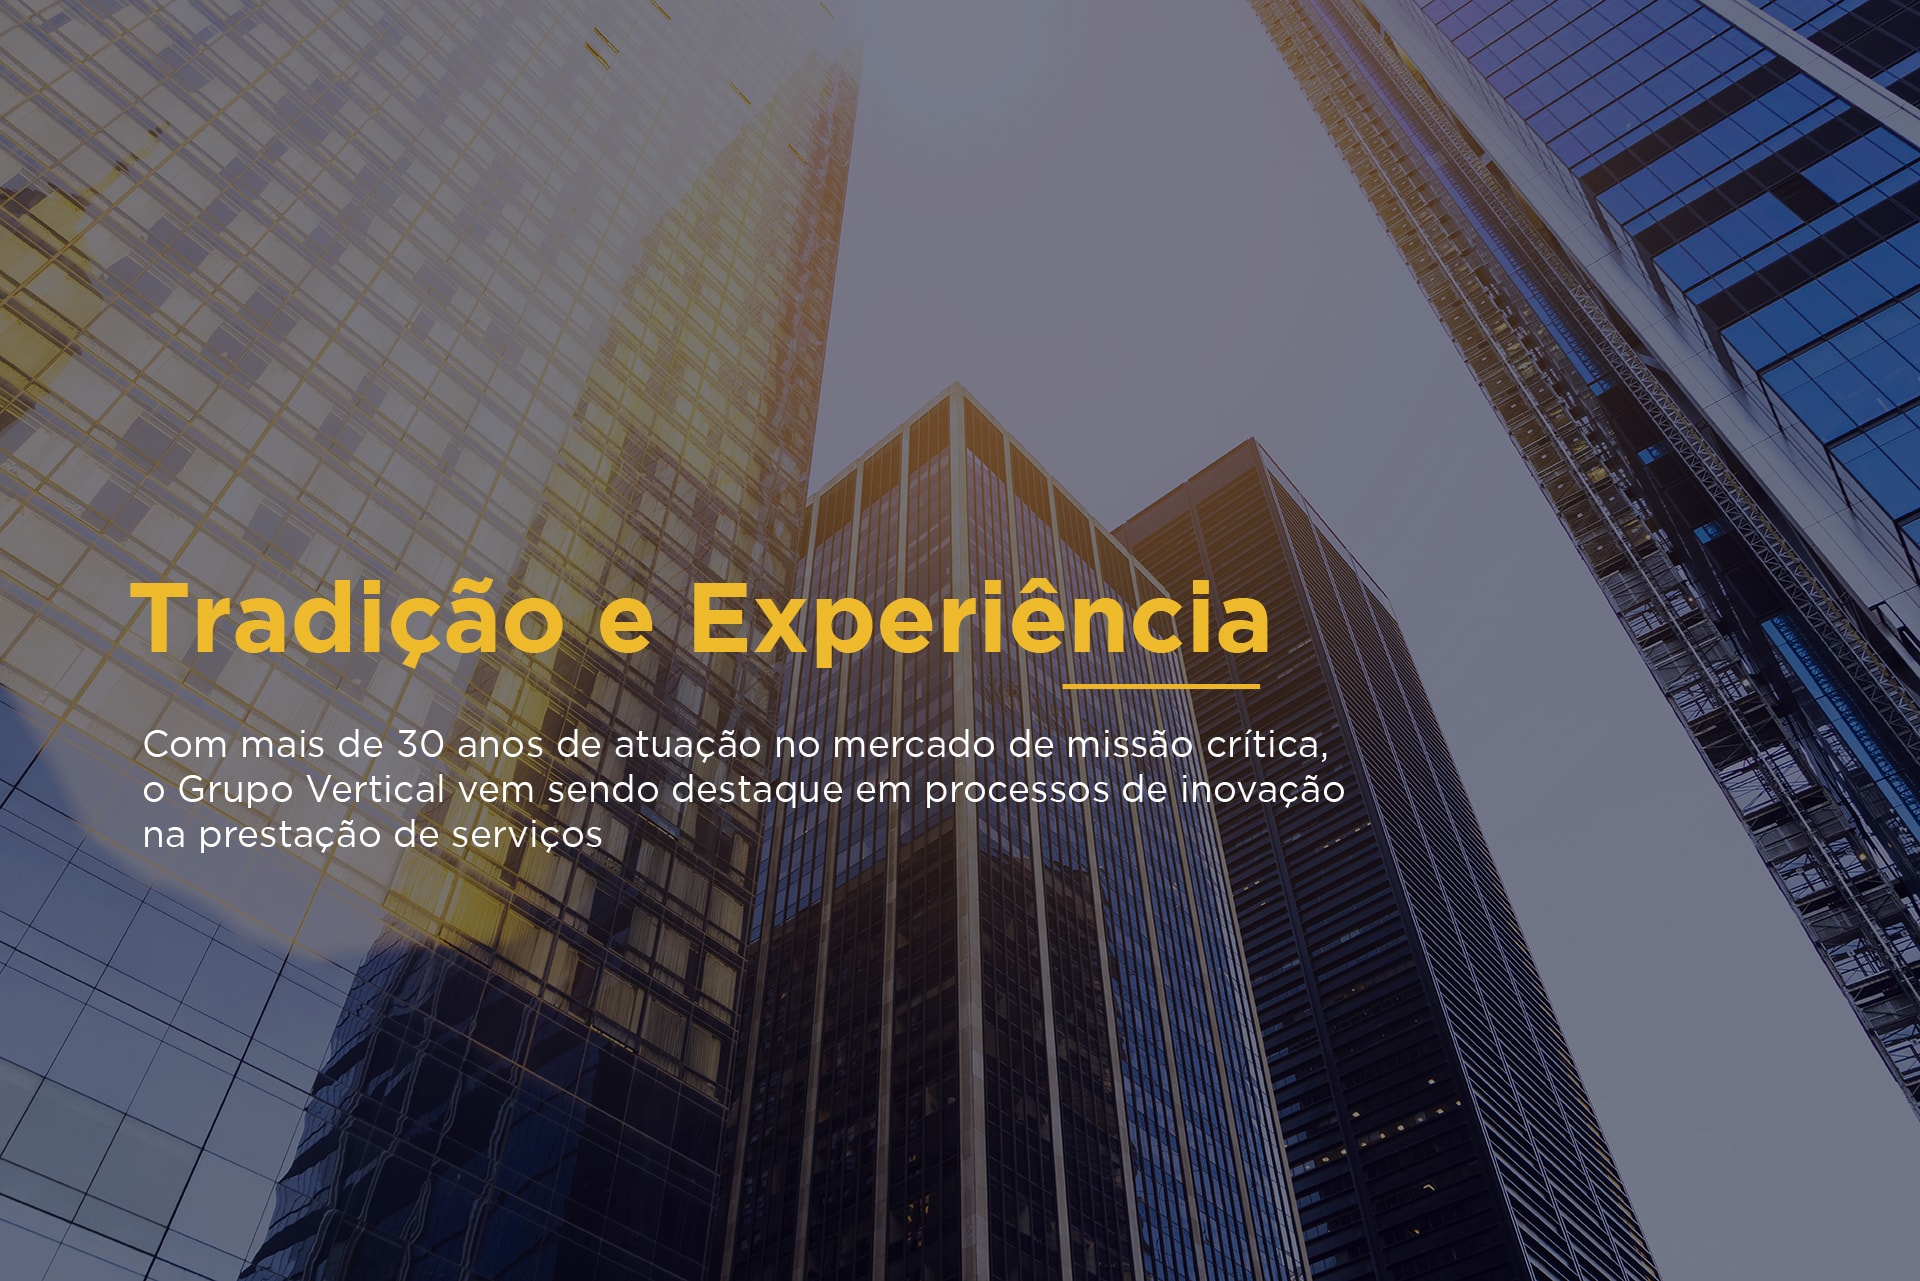 Tradição e Experiência
Com mais de 30 anos de atuação no mercado de missão crítica,
o Grupo Vertical vem sendo destaque em processos de inovação
na prestação de serviços